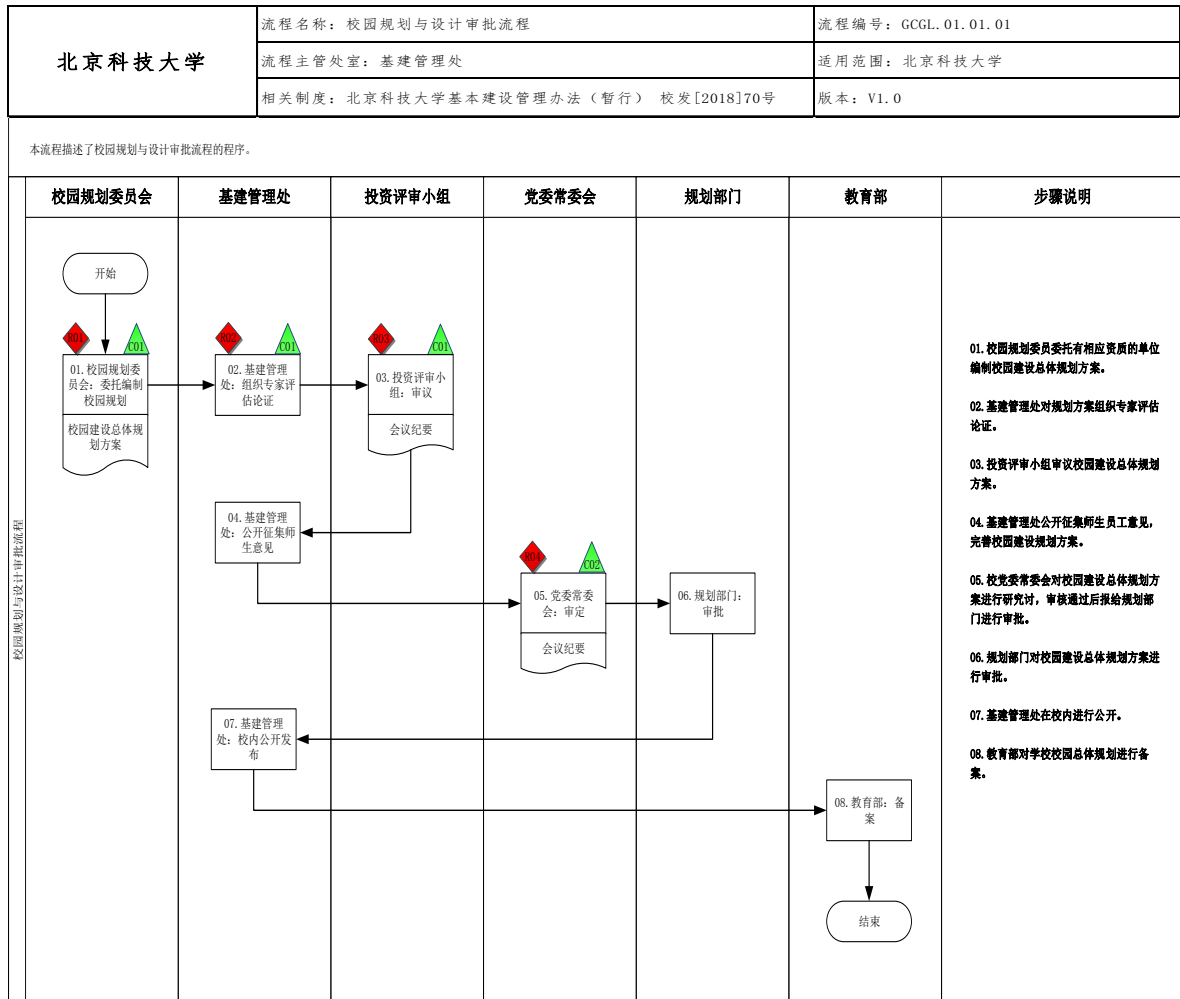 北京科技大学
流程名称：校园规划与设计审批流程
流程编号：GCGL.01.01.01
流程主管处室：基建管理处
适用范围：北京科技大学
相关制度：北京科技大学基本建设管理办法（暂行） 校发[2018]70号
版本：V1.0
本流程描述了校园规划与设计审批流程的程序。
校园规划委员会
基建管理处
投资评审小组
党委常委会
规划部门
教育部
步骤说明
校园规划与设计审批流程
开始
R01
C01
01.校园规划委
员会：委托编制
校园规划
校园建设总体规
划方案
R02
C01
02.基建管理
处：组织专家评
估论证
R03
C01
03.投资评审小
组：审议
会议纪要
04.基建管理
处：公开征集师
生意见
R04
C02
05.党委常委
会：审定
会议纪要
06.规划部门：
审批
07.基建管理
处：校内公开发
布
08.教育部：备
案
结束
01.校园规划委员委托有相应资质的单位
编制校园建设总体规划方案。
02.基建管理处对规划方案组织专家评估
论证。
03.投资评审小组审议校园建设总体规划
方案。
04.基建管理处公开征集师生员工意见，
完善校园建设规划方案。
05.校党委常委会对校园建设总体规划方
案进行研究讨，审核通过后报给规划部
门进行审批。
06.规划部门对校园建设总体规划方案进
行审批。
07.基建管理处在校内进行公开。
08.教育部对学校校园总体规划进行备
案。